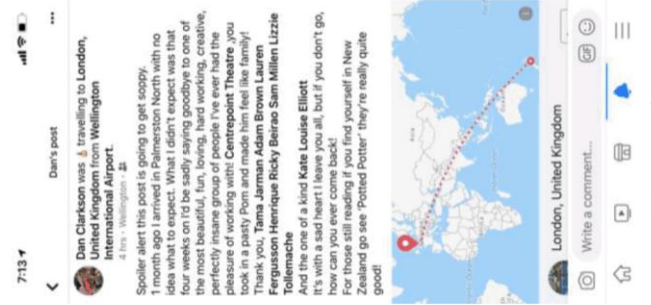 7:13
Dan's post
Dan Clarkson was travelling to London,
United Kingdom from Wellington
International Airport.
4 hrs · Wellington ·
Spoiler alert this post is going to get soppy.
1 month ago i arrived in Palmerston North with no
idea what to expect. What I didn't expect was that
four weeks on I'd be sadly saying goodbye to one of
the most beautiful, fun, loving, hard working, creative,
perfectly insane group of people I've ever had the
pleasure of working with! Centrepoint Theatre ,you
took in a pasty Pom and made him feel like family!
Thank you, Tama Jarman Adam Brown Lauren
Fergusson Henrique Ricky Beirao Sam Millen Lizzie
Tollemache
And the one of a kind Kate Louise Elliott
It's with a sad heart I leave you all, but if you don't go,
how can you ever come back!
For those still reading if you find yourself in New
Zealand go see 'Potted Potter' they're really quite
good!
Asia
London, United Kingdom
Write a comment...
GIF